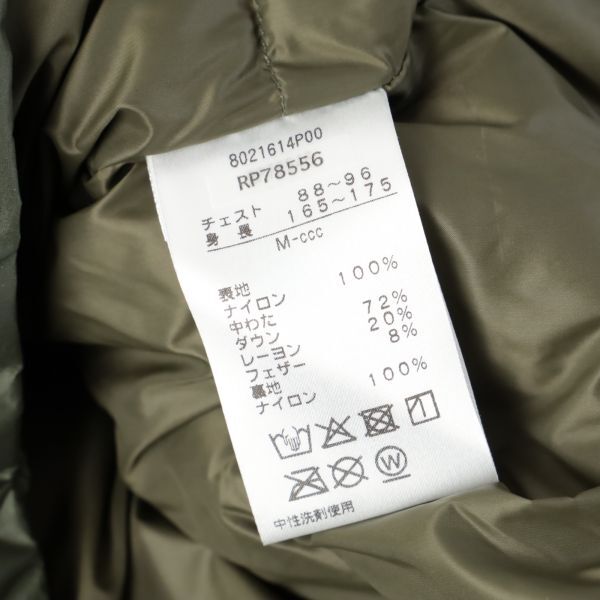 8021614P00
RP78556
チェスト 88～96
身長 165～175
M-ccc
表地
ナイロン 100%
中わた
ダウン 72%
レーヨン 20%
フェザー 8%
裏地
ナイロン 100%
W
中性洗剤使用